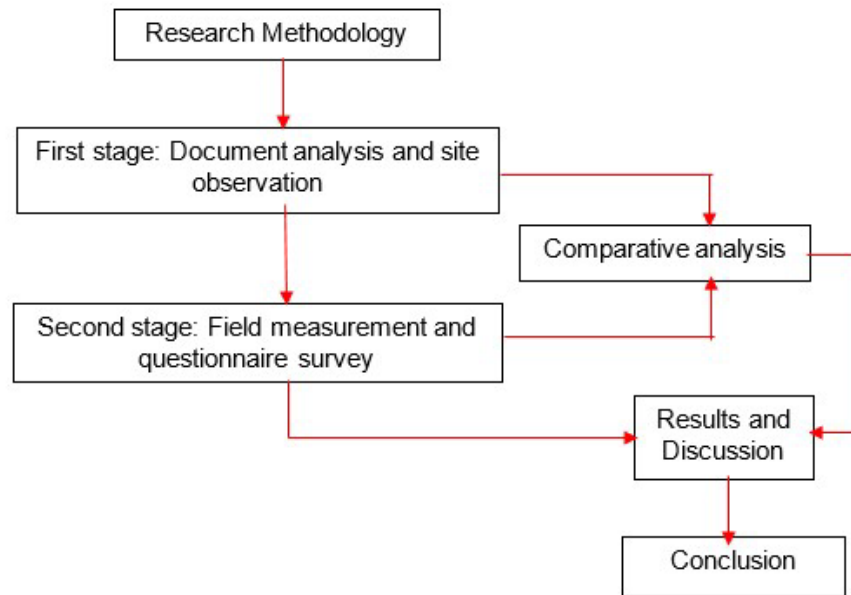 Research Methodology
First stage: Document analysis and site
observation
Comparative analysis
Second stage: Field measurement and
questionnaire survey
Results and
Discussion
Conclusion